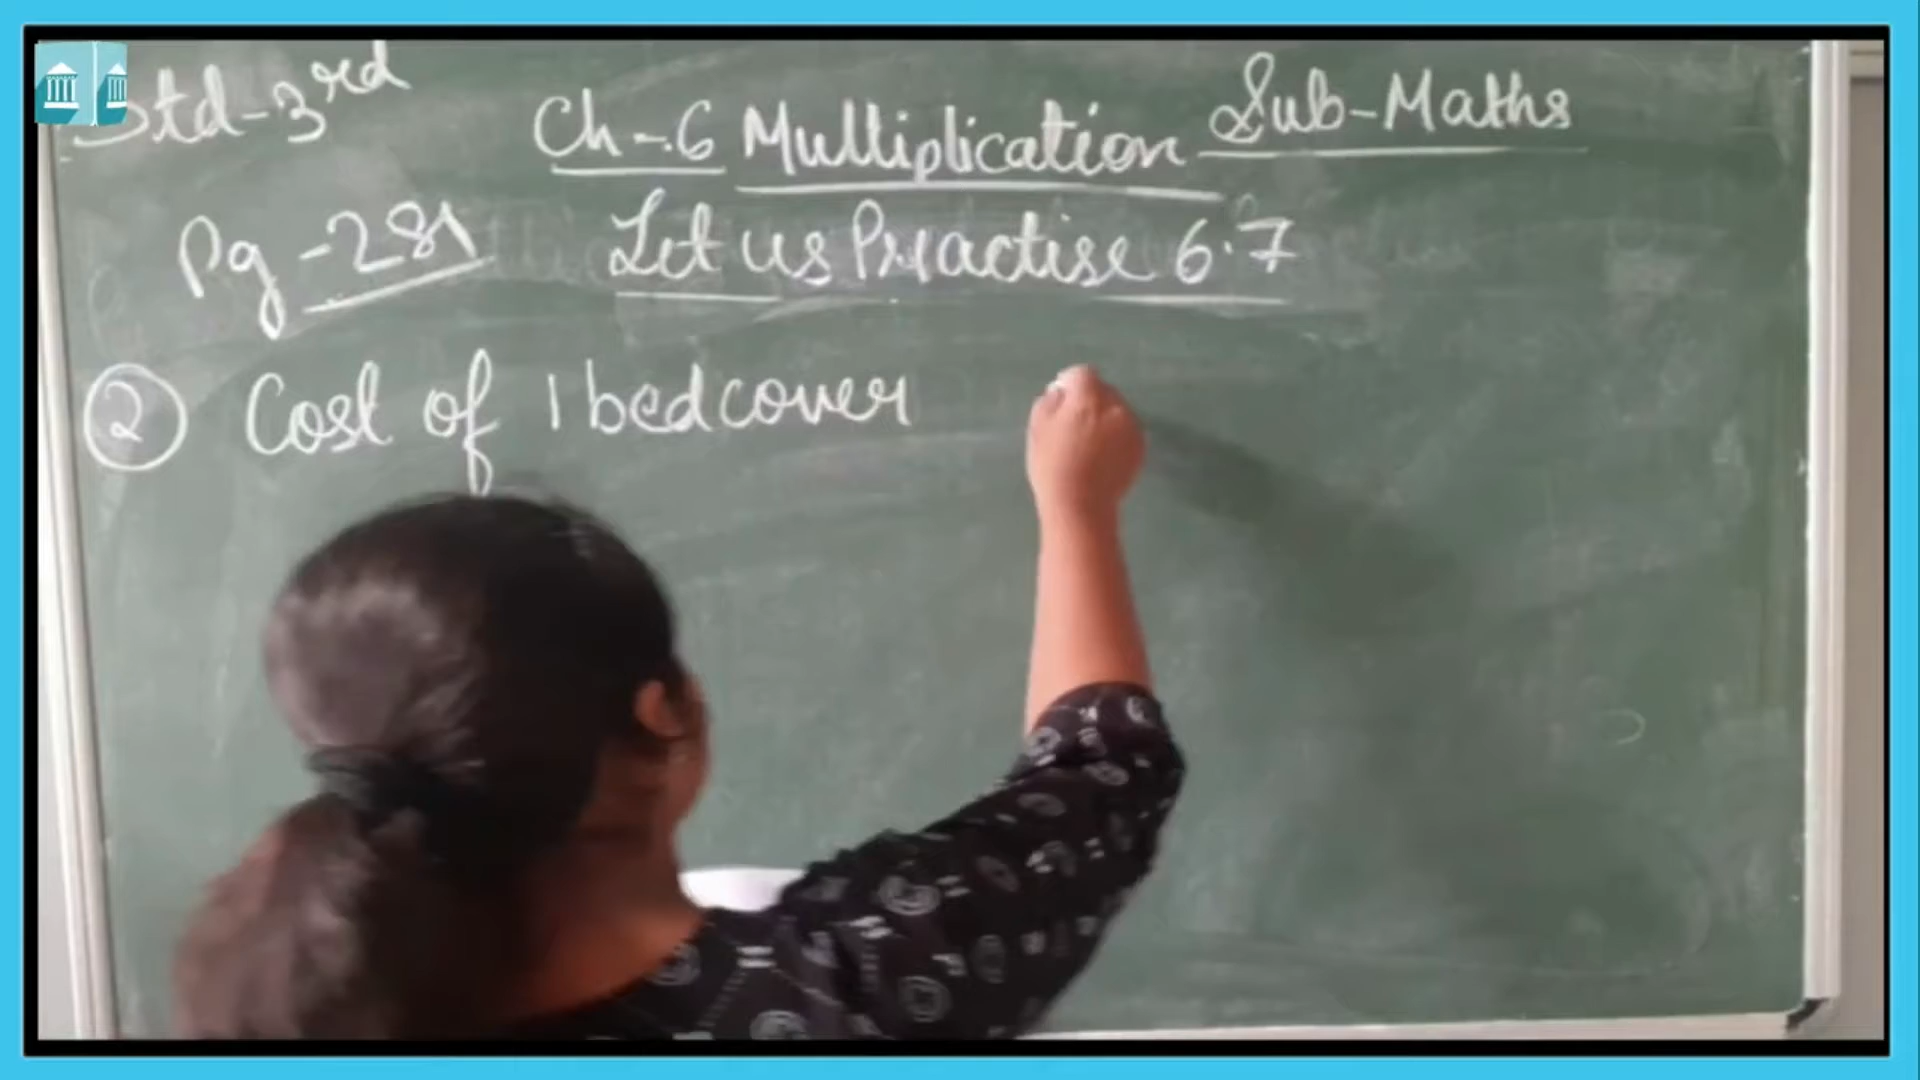 Std-3rd
Ch-6 Multiplication
Sub-Maths
Pg-281
Let us Practise 6.7
② Cost of 1 bedcover